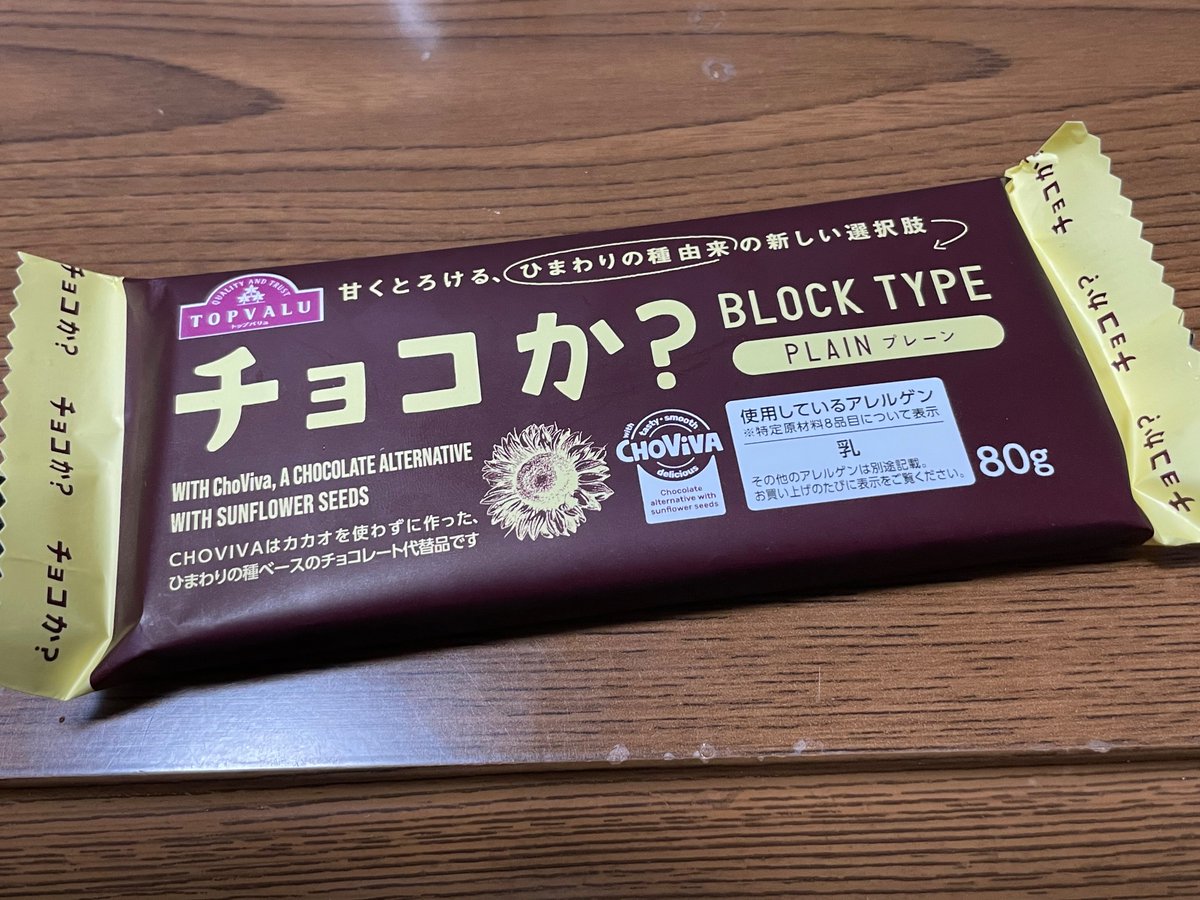 甘くとろける、ひまわりの種由来の新しい選択肢
QUALITY AND TRUST
TOPVALU
トップバリュ
チョコか?
BLOCK TYPE
PLAIN プレーン
WITH ChoViva, A CHOCOLATE ALTERNATIVE
WITH SUNFLOWER SEEDS
CHOVIVAはカカオを使わずに作った、
ひまわりの種ベースのチョコレート代替品です
with
tasty・smooth
CHOViVA
delicious
Chocolate
alternative with
sunflower seeds
使用しているアレルゲン
※特定原材料8品目について表示
乳
その他のアレルゲンは別途記載。
お買い上げのたびに表示をご覧ください。
80g
チョコか?
チョコか?
チョコか?
チョコか?
チョコか?
チョコか?